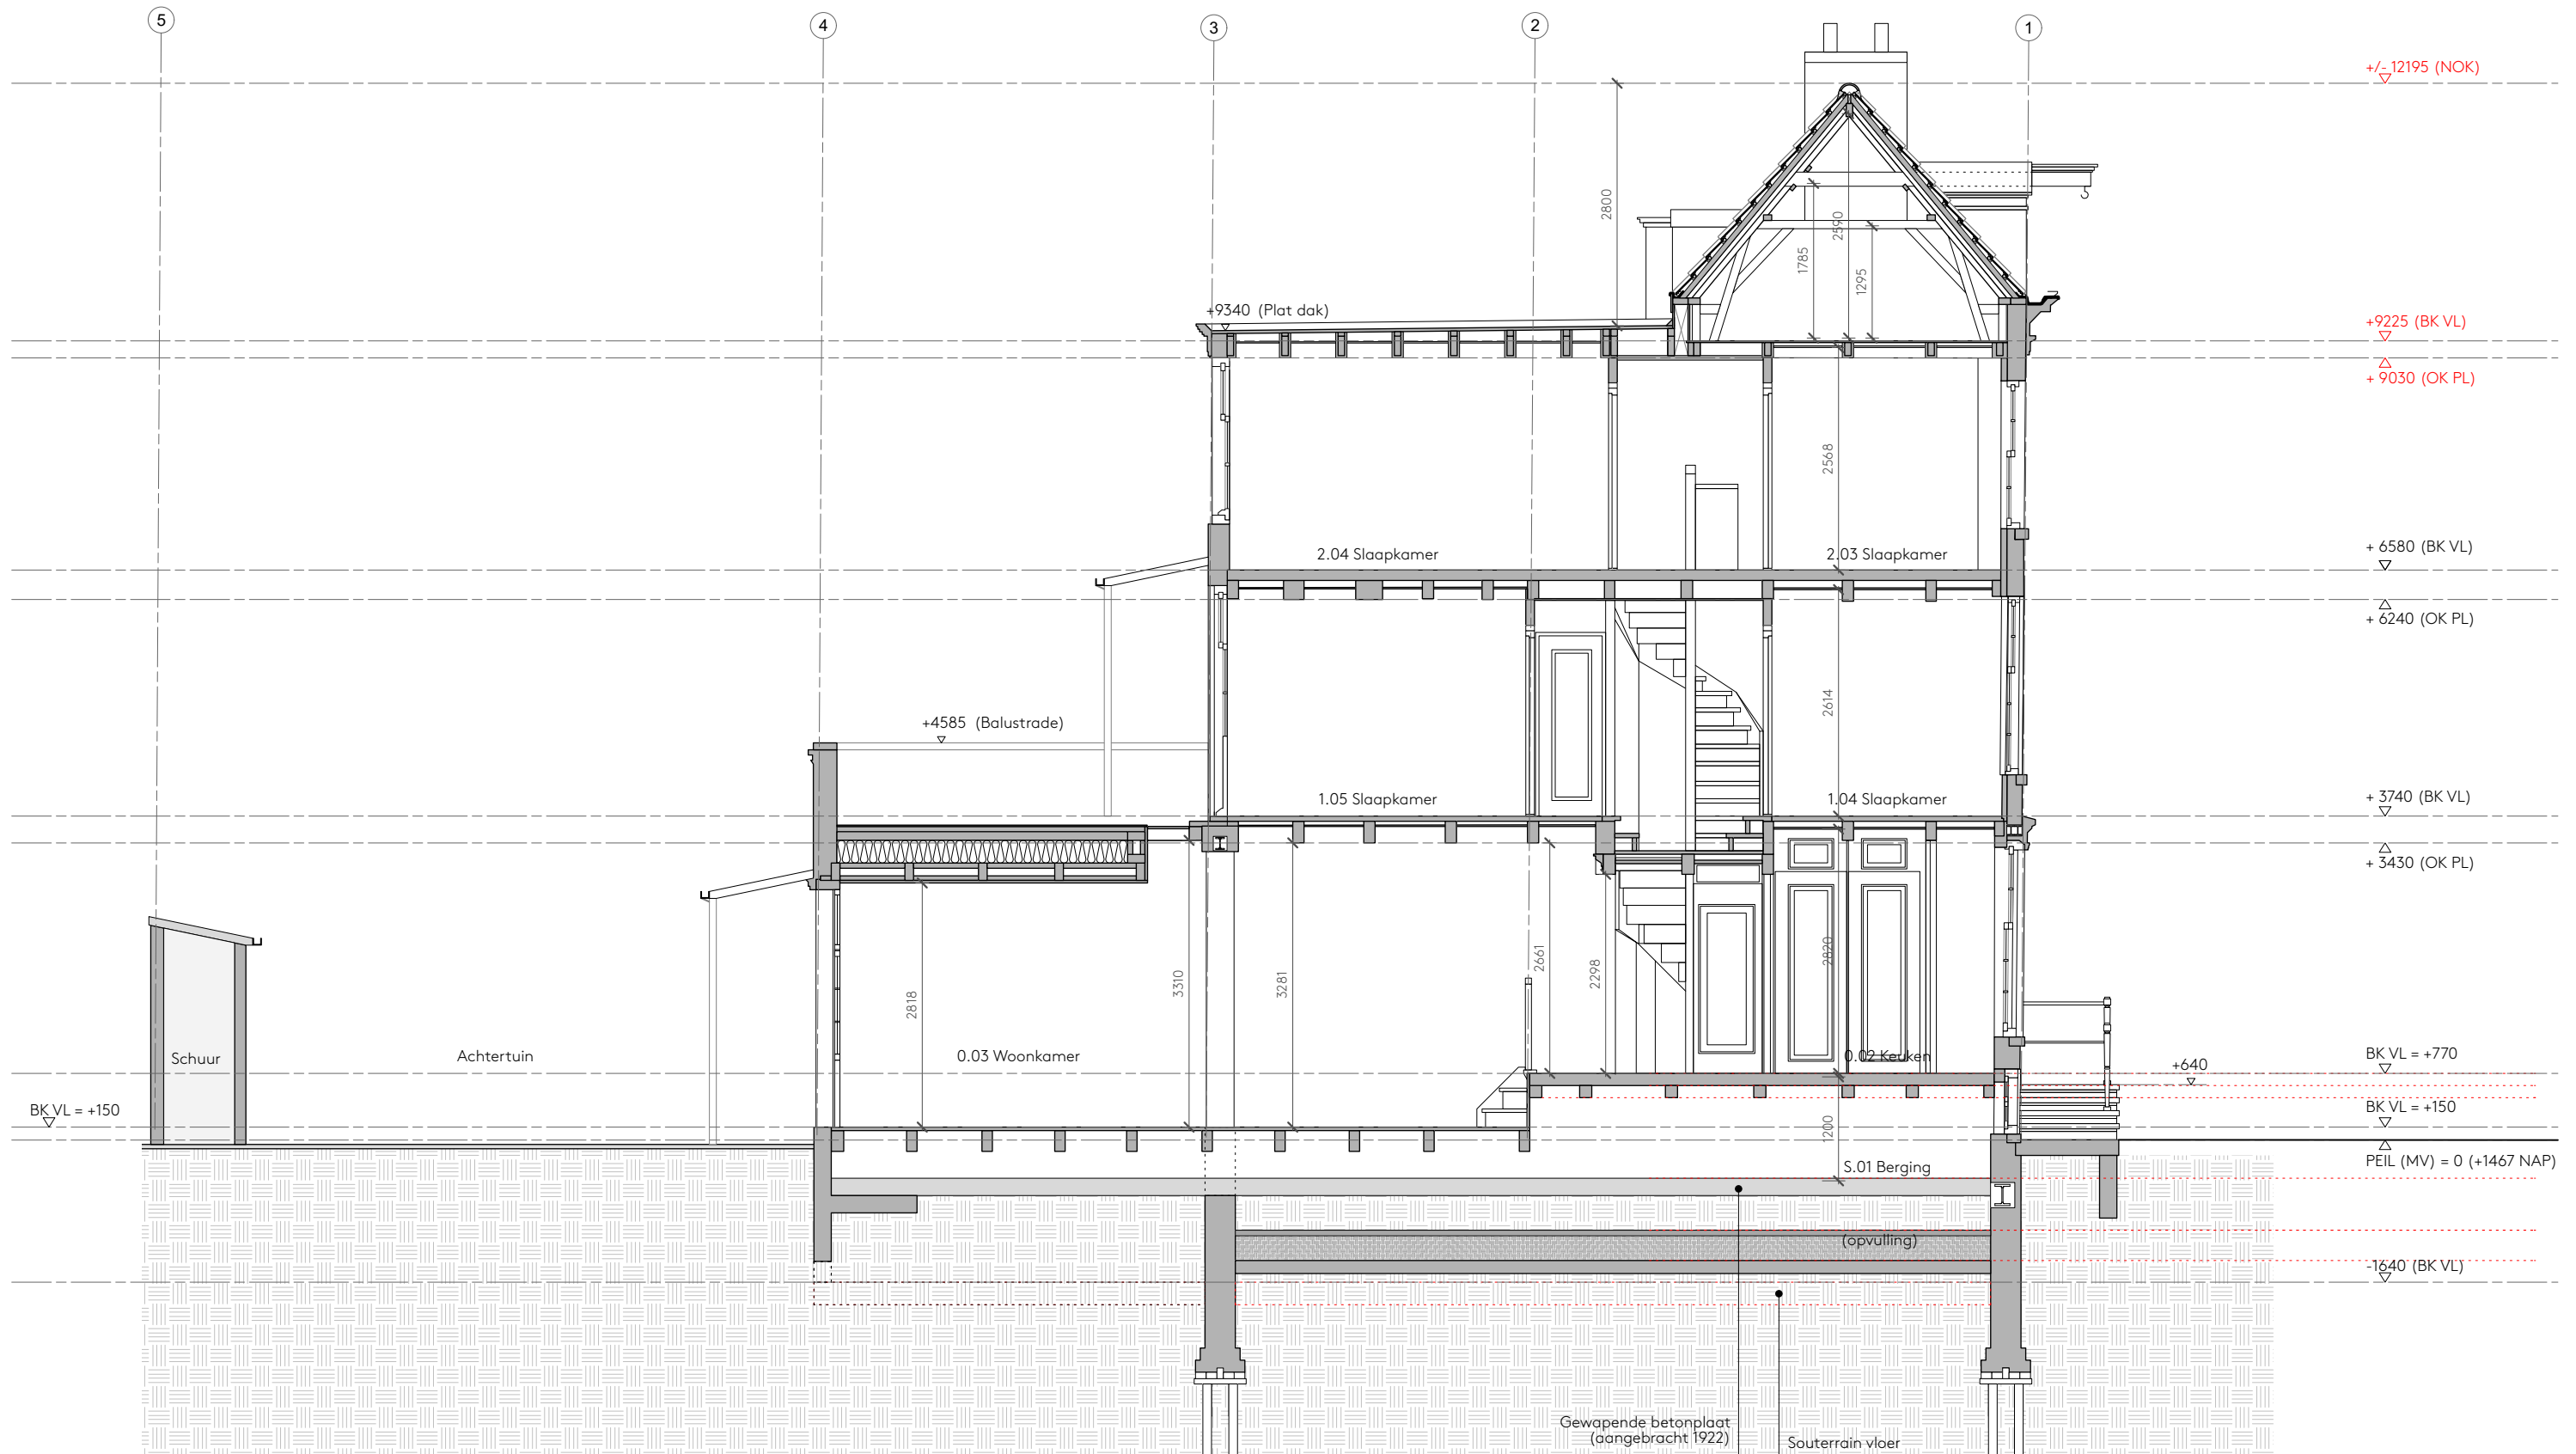 5
4
3
2
1
+/- 12195 (NOK)
2800
2590
1785
1295
+9340 (Plat dak)
+9225 (BK VL)
+ 9030 (OK PL)
2568
2.04 Slaapkamer
2.03 Slaapkamer
+ 6580 (BK VL)
+ 6240 (OK PL)
2614
+4585 (Balustrade)
1.05 Slaapkamer
1.04 Slaapkamer
+ 3740 (BK VL)
+ 3430 (OK PL)
2818
3310
3281
2661
2298
2820
Schuur
Achtertuin
0.03 Woonkamer
0.02 Keuken
+640
BK VL = +770
BK VL = +150
BK VL = +150
1200
S.01 Berging
PEIL (MV) = 0 (+1467 NAP)
(opvulling)
-1640 (BK VL)
Gewapende betonplaat
(aangebracht 1922)
Souterrain vloer